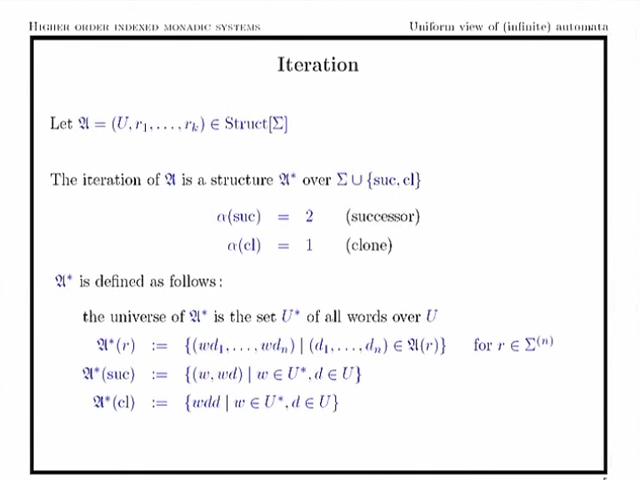 Higher order indexed monadic systems
Uniform view of (infinite) automata
Iteration
Let 𝔄 = (U, r₁, . . . , rₖ) ∈ Struct[Σ]
The iteration of 𝔄 is a structure 𝔄* over Σ ∪ {suc, cl}
α(suc) = 2 (successor)
α(cl) = 1 (clone)
𝔄* is defined as follows:
the universe of 𝔄* is the set U* of all words over U
𝔄*(r) := {(wd₁, . . . , wdₙ) | (d₁, . . . , dₙ) ∈ 𝔄(r)} for r ∈ Σ⁽ⁿ⁾
𝔄*(suc) := {(w, wd) | w ∈ U*, d ∈ U}
𝔄*(cl) := {wdd | w ∈ U*, d ∈ U}